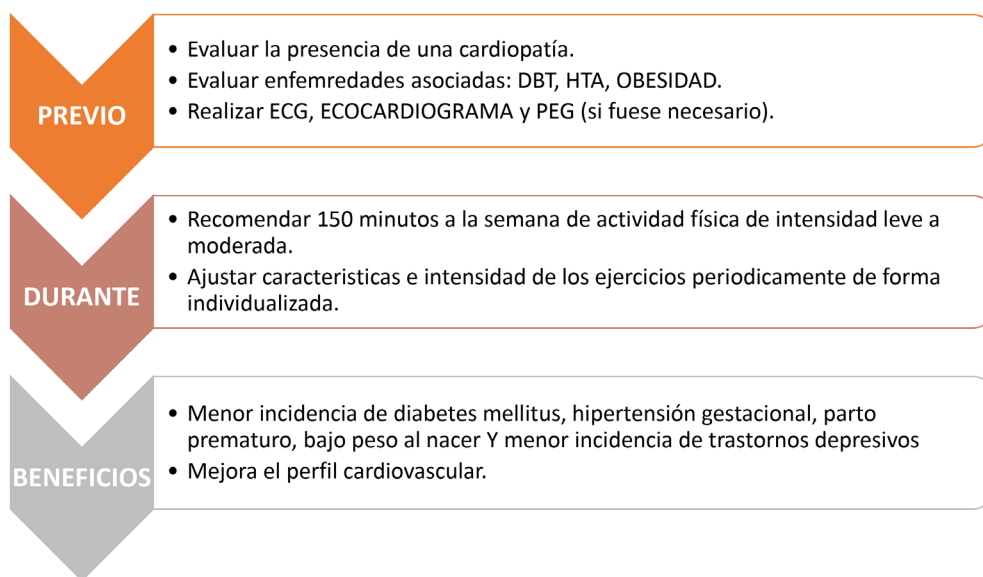 PREVIO
• Evaluar la presencia de una cardiopatía.
• Evaluar enfemredades asociadas: DBT, HTA, OBESIDAD.
• Realizar ECG, ECOCARDIOGRAMA y PEG (si fuese necesario).
DURANTE
• Recomendar 150 minutos a la semana de actividad física de intensidad leve a
moderada.
• Ajustar caracteristicas e intensidad de los ejercicios periodicamente de forma
individualizada.
BENEFICIOS
• Menor incidencia de diabetes mellitus, hipertensión gestacional, parto
prematuro, bajo peso al nacer Y menor incidencia de trastornos depresivos
• Mejora el perfil cardiovascular.